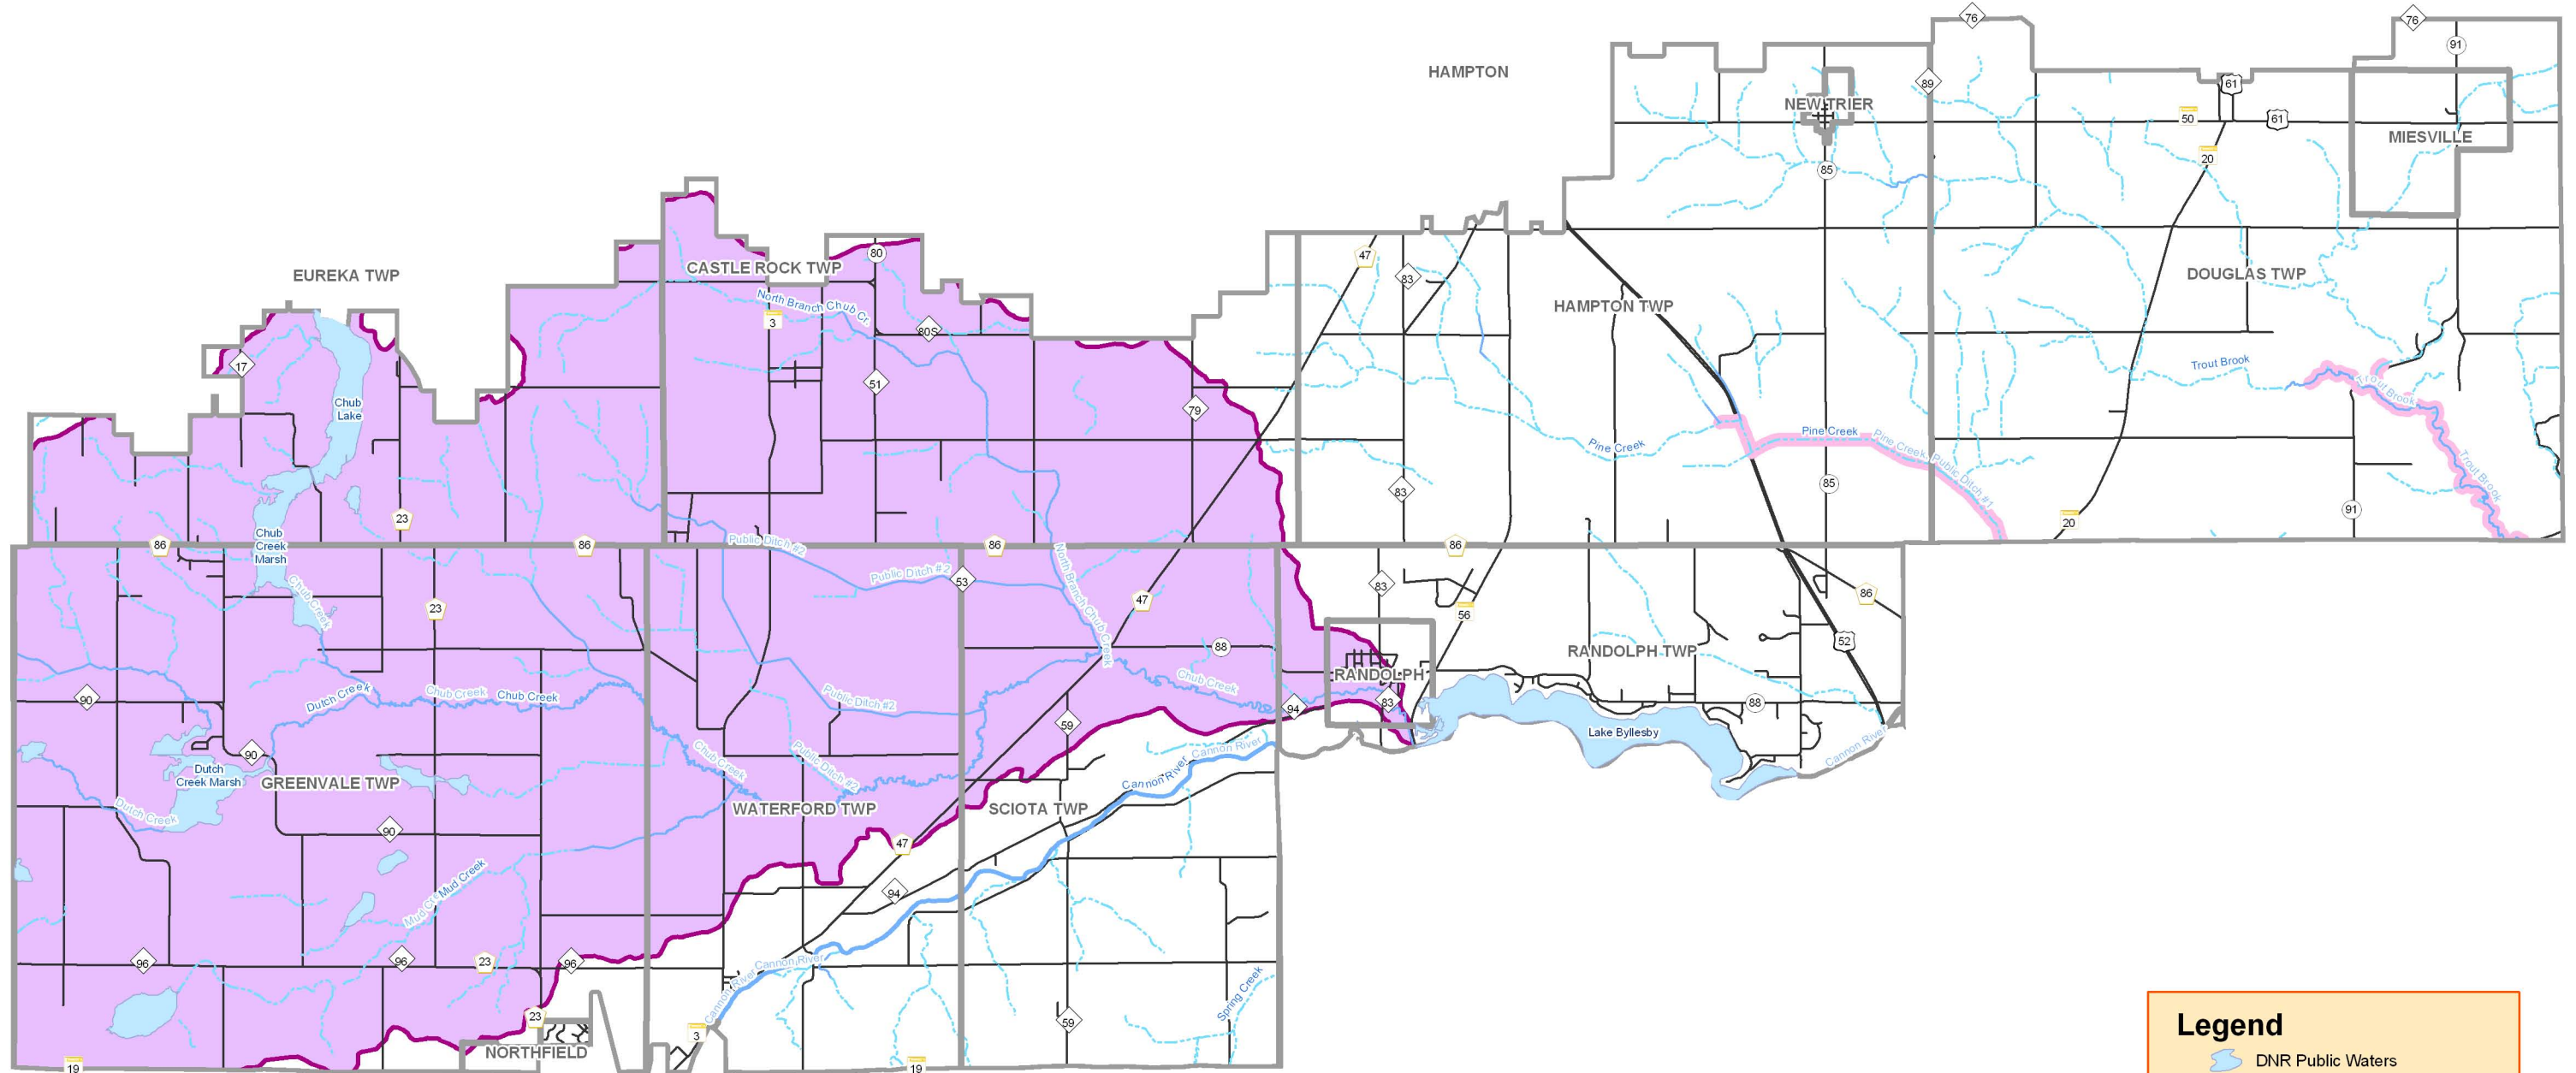 76
76
91
HAMPTON
89
61
NEW TRIER
50
61
MIESVILLE
20
85
47
80
83
EUREKA TWP
CASTLE ROCK TWP
DOUGLAS TWP
North Branch Chub Cr.
HAMPTON TWP
3
80S
17
Trout Brook
Trout Brook
51
Chub
Lake
79
Pine Creek
Pine Creek
Pine Creek
Public Ditch #1
Trout Brook
83
85
91
23
20
Chub
Creek
Marsh
86
86
Public Ditch #2
86
86
Public Ditch # 2
53
83
Chub Creek
23
North Branch Chub Creek
47
56
86
88
52
RANDOLPH TWP
RANDOLPH
90
Dutch Creek
Chub Creek
Chub Creek
Public Ditch #2
Chub Creek
94
83
88
59
Lake Byllesby
Cannon River
90
Chub Creek
Public Ditch #2
Cannon River
Cannon River
Dutch
Creek Marsh
GREENVALE TWP
Dutch Creek
WATERFORD TWP
SCIOTA TWP
90
47
Mud Creek
94
96
96
23
96
Cannon River
Cannon River
Spring Creek
23
59
3
NORTHFIELD
19
19
Legend
DNR Public Waters